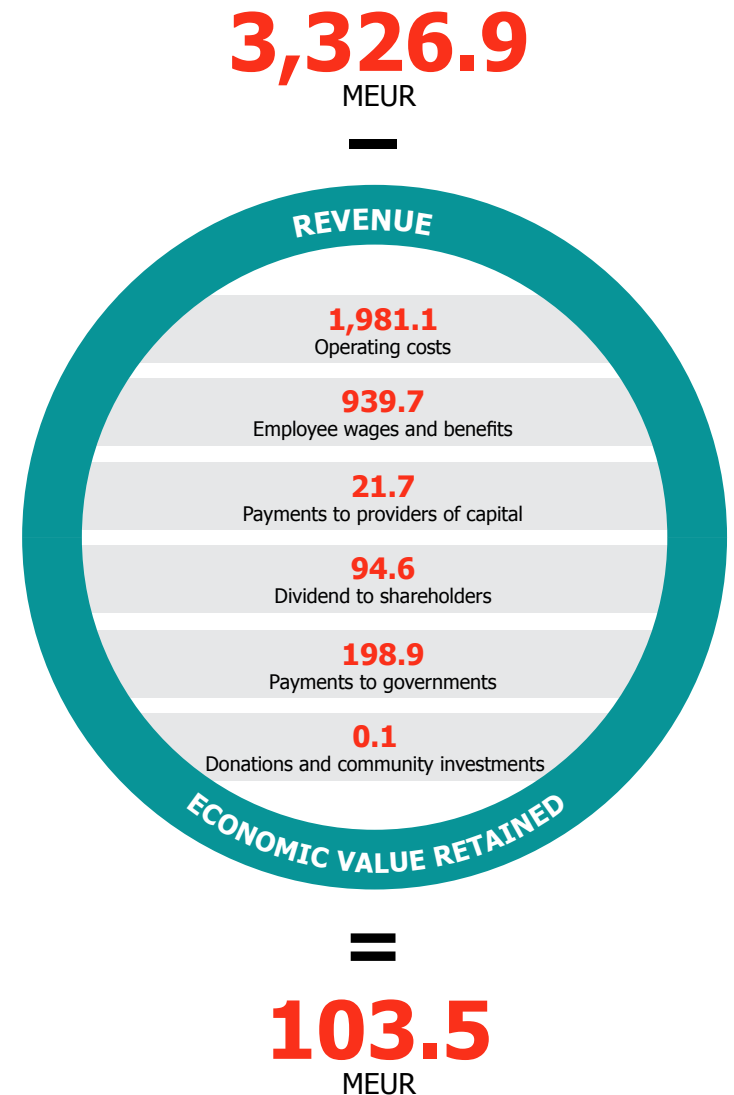 3,326.9
MEUR
–
REVENUE
1,981.1
Operating costs
939.7
Employee wages and benefits
21.7
Payments to providers of capital
94.6
Dividend to shareholders
198.9
Payments to governments
0.1
Donations and community investments
ECONOMIC VALUE RETAINED
=
103.5
MEUR